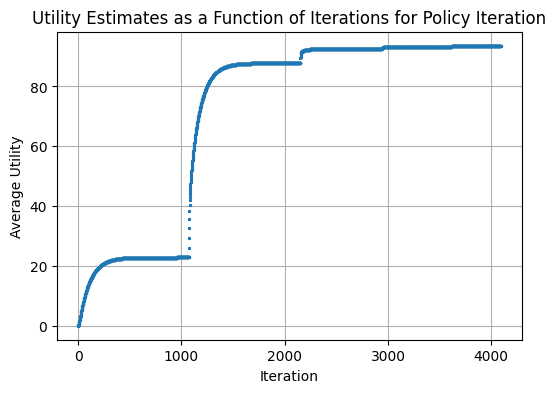 Utility Estimates as a Function of Iterations for Policy Iteration
Average Utility
80
60
40
20
0
0 1000 2000 3000 4000
Iteration